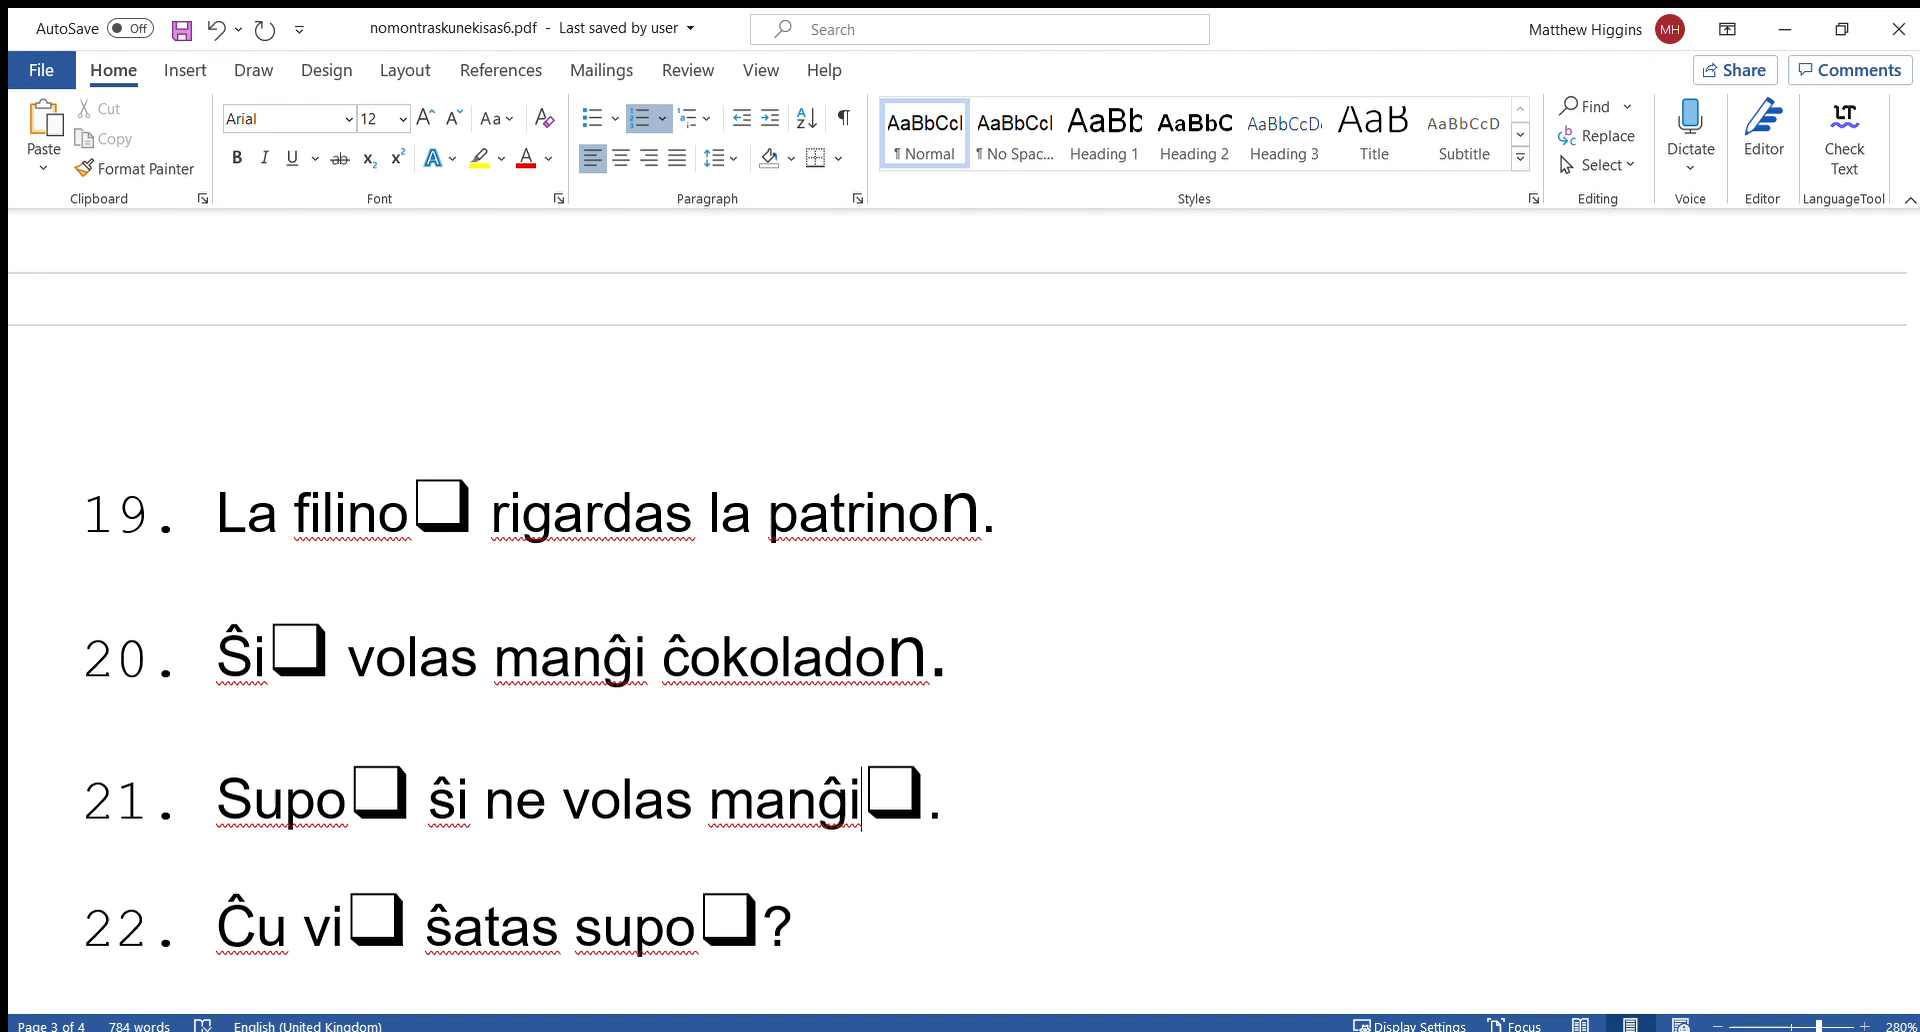 AutoSave Off nomontraskunekisas6.pdf - Last saved by user Search Matthew Higgins MH
File Home Insert Draw Design Layout References Mailings Review View Help Share Comments
Paste Cut Copy Format Painter Clipboard
Arial 12 Aa B I U ab x₂ x² A A Font
Paragraph
AaBbCcI AaBbCcI AaBb AaBbC AaBbCcD AaB AaBbCcD
¶ Normal ¶ No Spac... Heading 1 Heading 2 Heading 3 Title Subtitle
Styles
Find Replace Select Editing
Dictate Voice
Editor Editor
Check Text LanguageTool
19. La filino❑ rigardas la patrinon.
20. Ŝi❑ volas manĝi ĉokoladon.
21. Supo❑ ŝi ne volas manĝi❑.
22. Ĉu vi❑ ŝatas supo❑?
Page 3 of 4 784 words English (United Kingdom) Display Settings Focus 280%